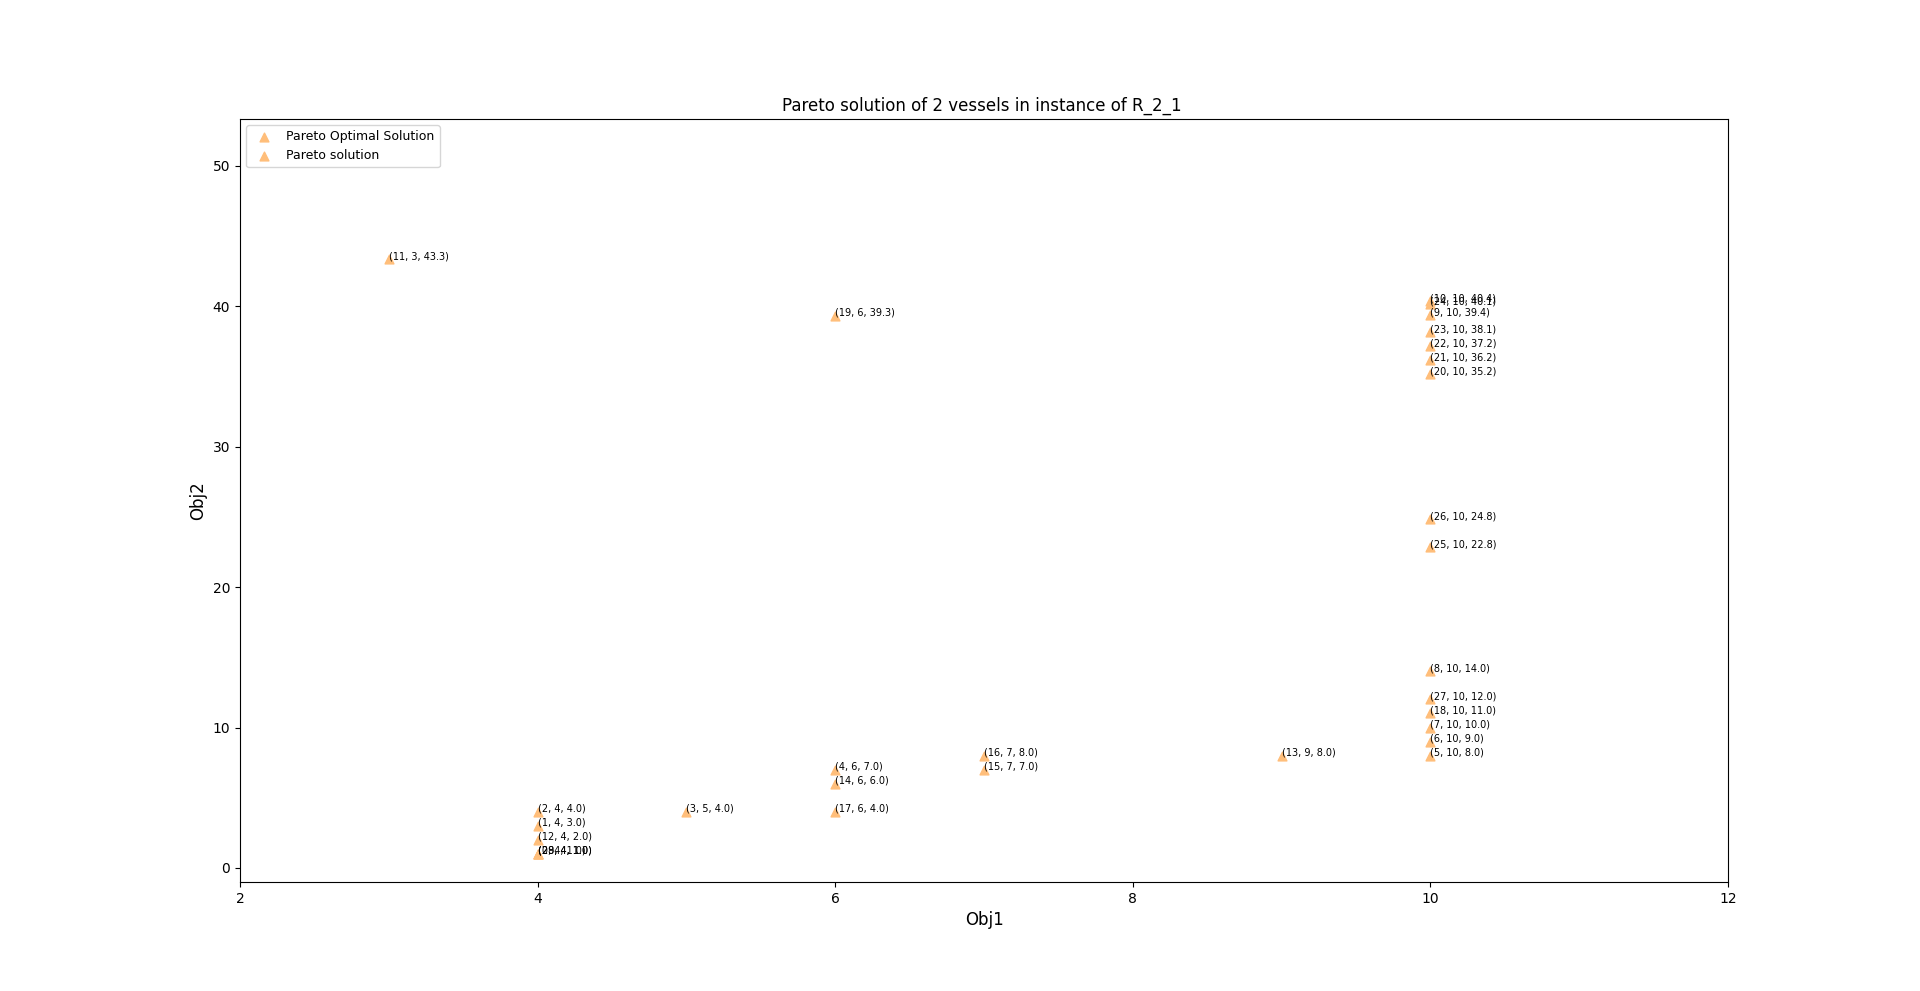 Pareto solution of 2 vessels in instance of R_2_1
Pareto Optimal Solution
Pareto solution
50
40
30
20
10
0
Obj2
(11, 3, 43.3)
(19, 6, 39.3)
(9, 10, 39.4)
(23, 10, 38.1)
(22, 10, 37.2)
(21, 10, 36.2)
(20, 10, 35.2)
(26, 10, 24.8)
(25, 10, 22.8)
(8, 10, 14.0)
(27, 10, 12.0)
(18, 10, 11.0)
(7, 10, 10.0)
(6, 10, 9.0)
(5, 10, 8.0)
(16, 7, 8.0)
(13, 9, 8.0)
(4, 6, 7.0)
(15, 7, 7.0)
(14, 6, 6.0)
(2, 4, 4.0)
(3, 5, 4.0)
(17, 6, 4.0)
(1, 4, 3.0)
(12, 4, 2.0)
2
4
6
8
10
12
Obj1